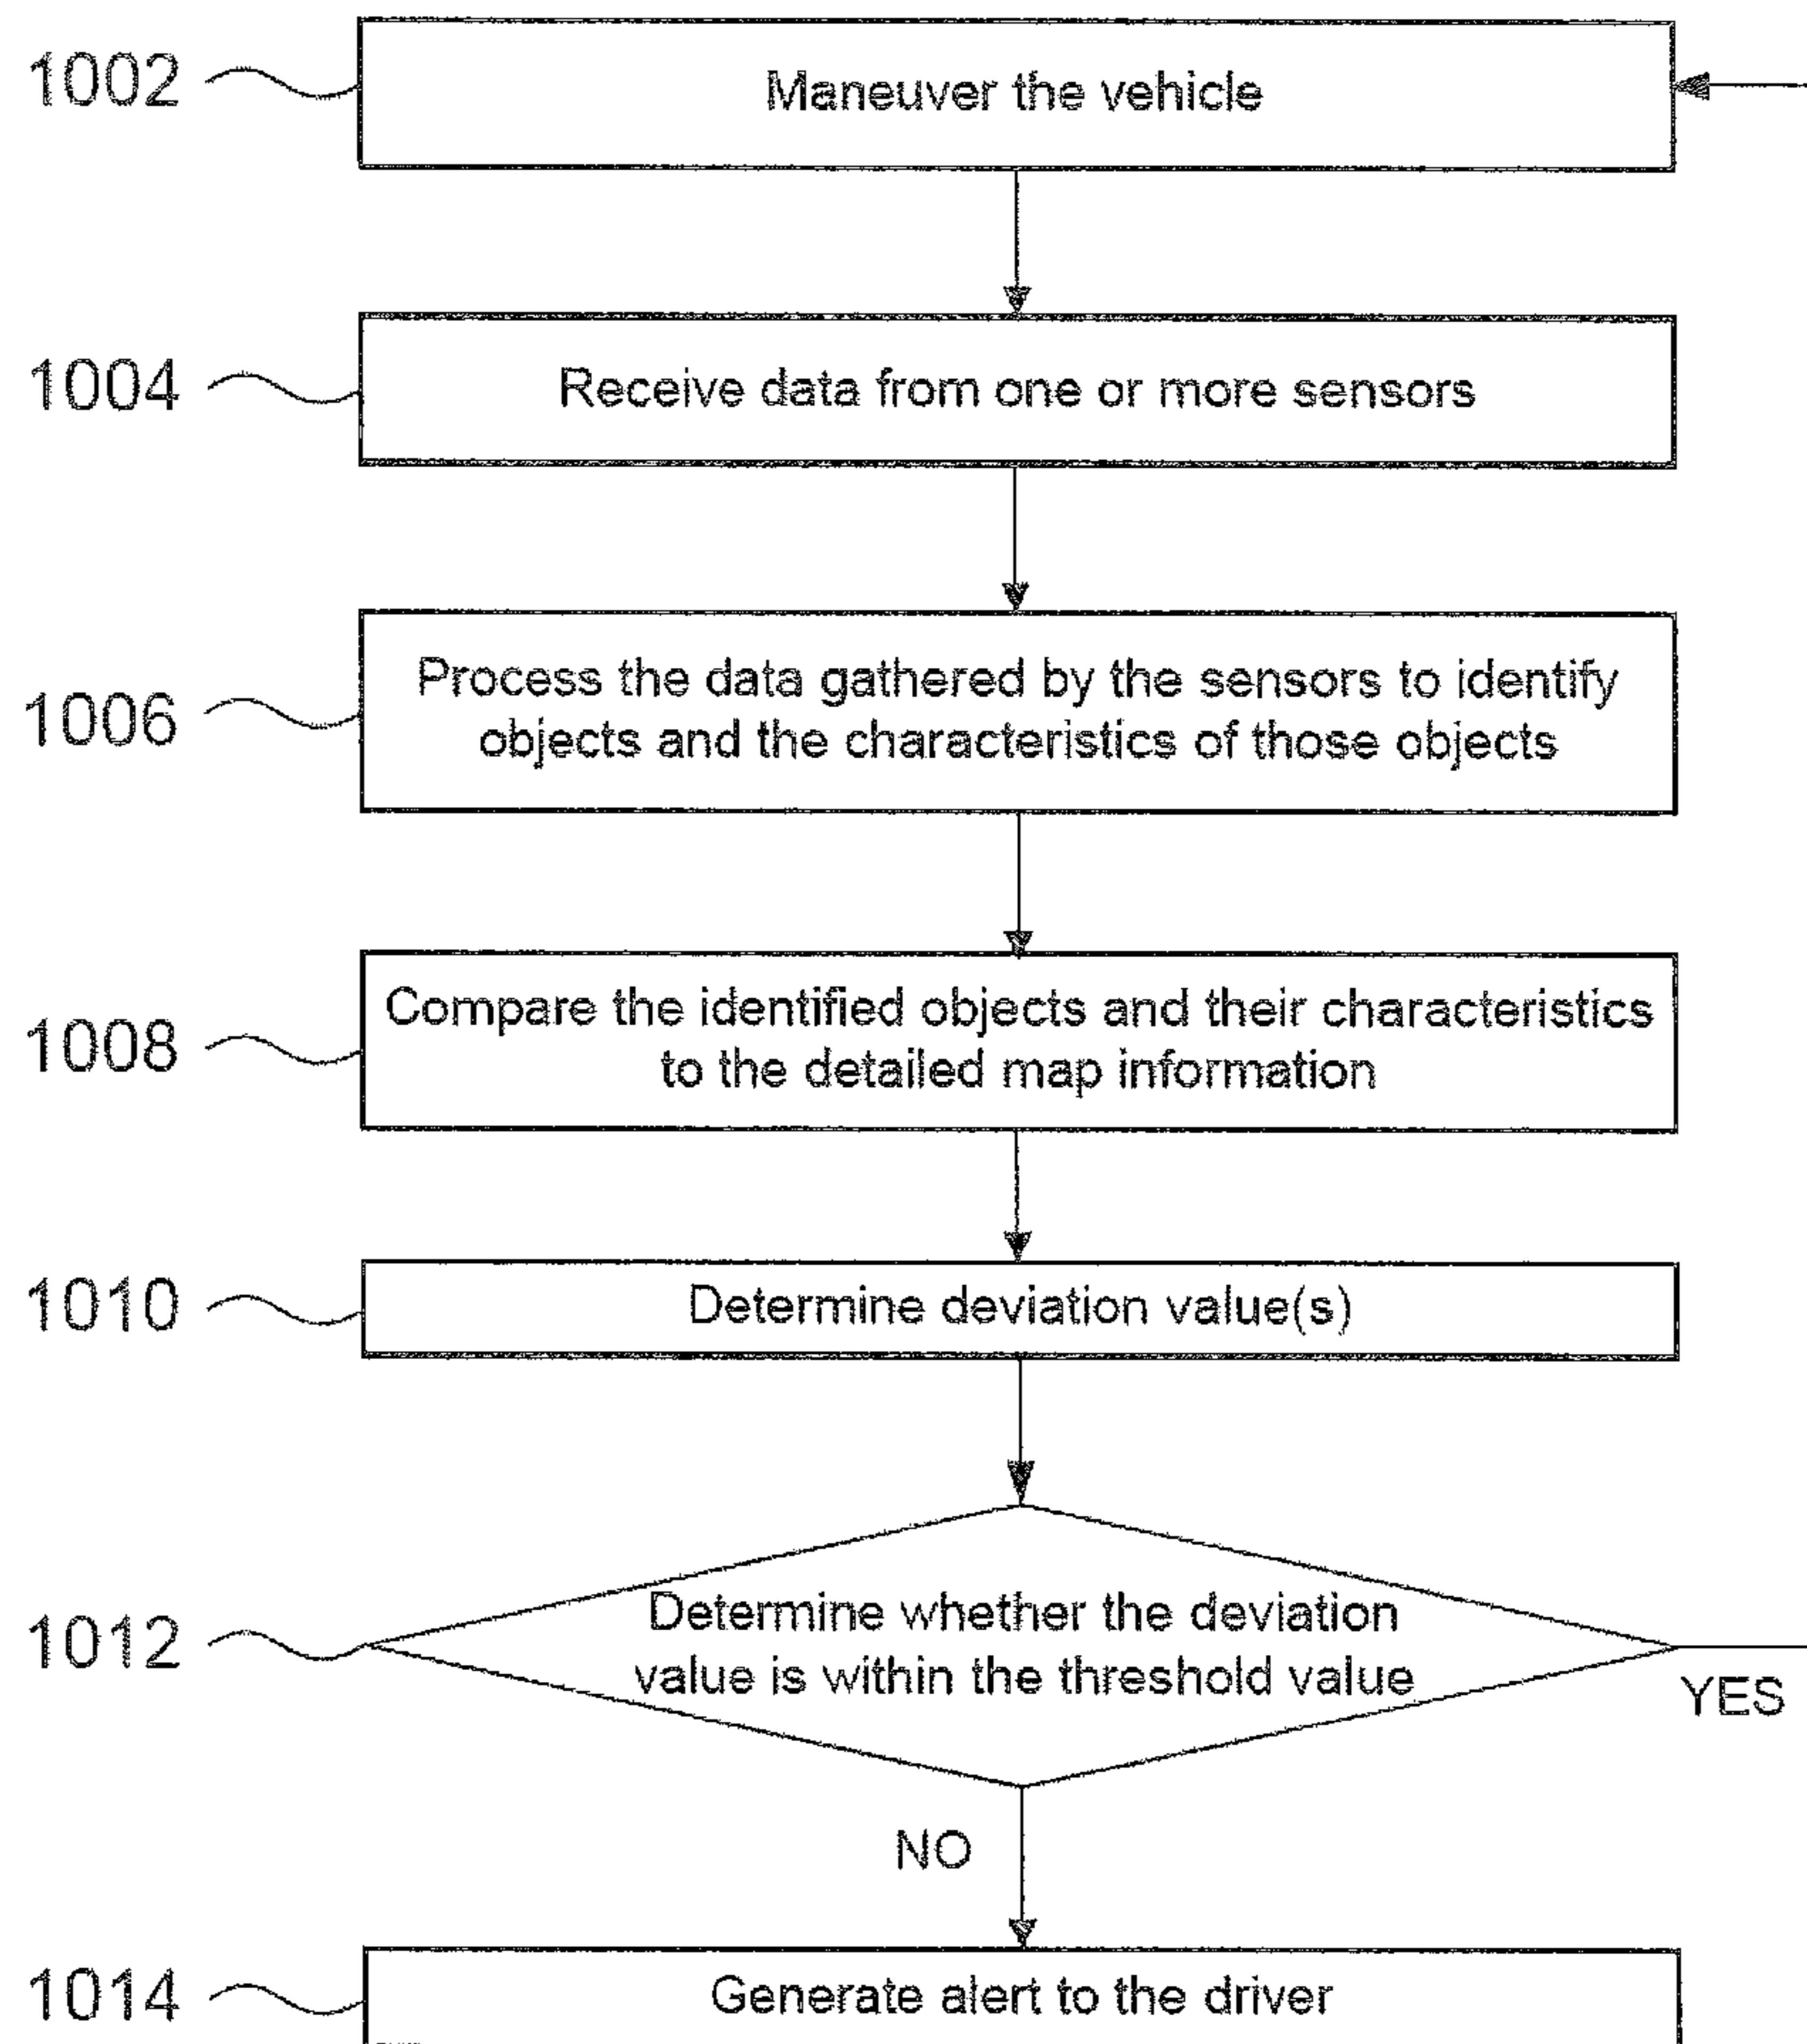 1002
Maneuver the vehicle
1004
Receive data from one or more sensors
1006
Process the data gathered by the sensors to identify
objects and the characteristics of those objects
1008
Compare the identified objects and their characteristics
to the detailed map information
1010
Determine deviation value(s)
1012
Determine whether the deviation
value is within the threshold value
YES
NO
1014
Generate alert to the driver